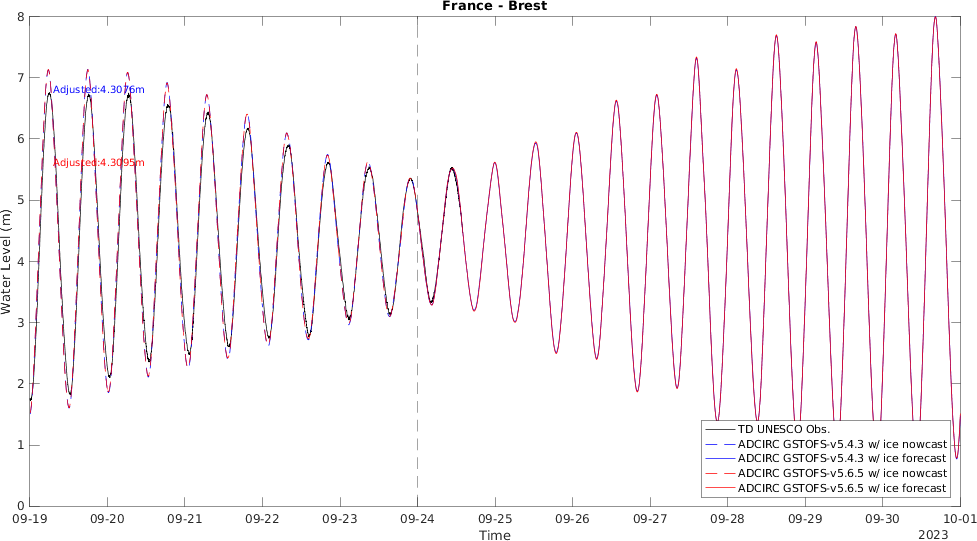 France - Brest
8
7
6
5
4
3
2
1
0
Water Level (m)
Adjusted:4.3076m
Adjusted:4.3095m
TD UNESCO Obs.
ADCIRC GSTOFS-v5.4.3 w/ ice nowcast
ADCIRC GSTOFS-v5.4.3 w/ ice forecast
ADCIRC GSTOFS-v5.6.5 w/ ice nowcast
ADCIRC GSTOFS-v5.6.5 w/ ice forecast
09-19 09-20 09-21 09-22 09-23 09-24 09-25 09-26 09-27 09-28 09-29 09-30 10-01
Time
2023